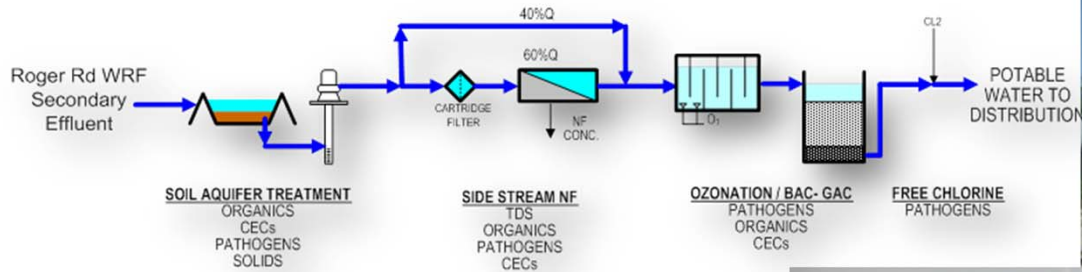 40%Q
CL2
60%Q
Roger Rd WRF
Secondary
Effluent
POTABLE
WATER TO
DISTRIBUTION
CARTRIDGE
FILTER
NF
CONC.
O3
SOIL AQUIFER TREATMENT
ORGANICS
CECs
PATHOGENS
SOLIDS
SIDE STREAM NF
TDS
ORGANICS
PATHOGENS
CECs
OZONATION / BAC- GAC
PATHOGENS
ORGANICS
CECs
FREE CHLORINE
PATHOGENS